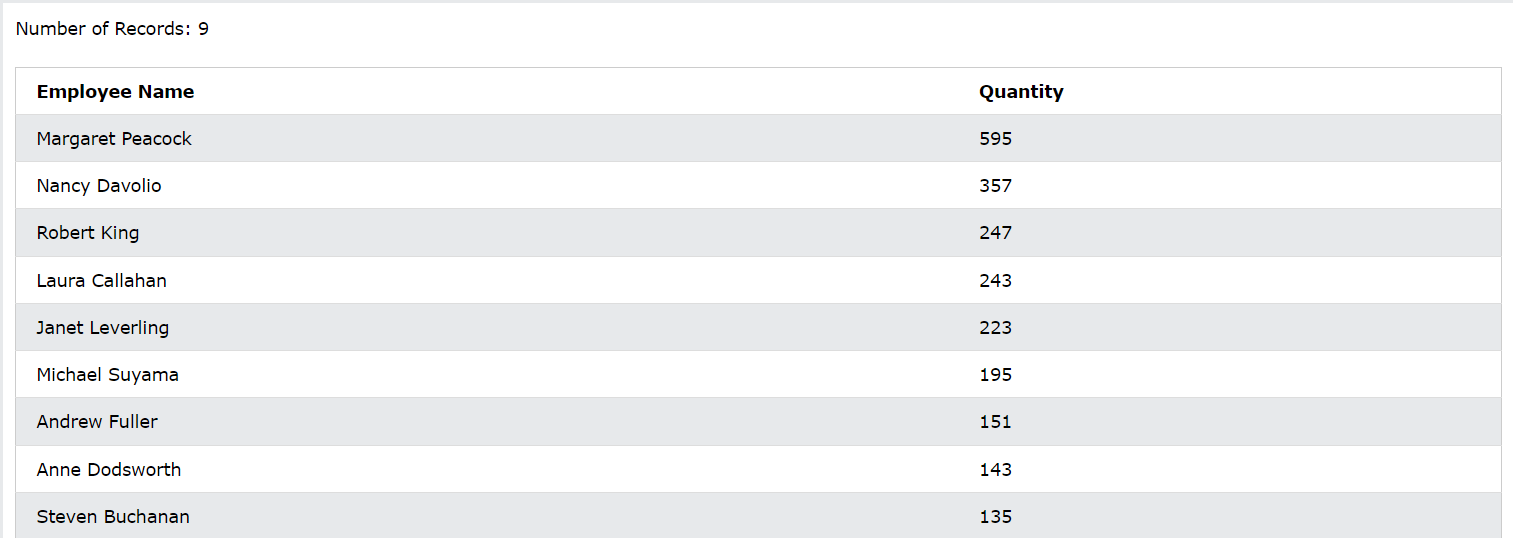 Number of Records: 9
Employee Name Quantity
Margaret Peacock 595
Nancy Davolio 357
Robert King 247
Laura Callahan 243
Janet Leverling 223
Michael Suyama 195
Andrew Fuller 151
Anne Dodsworth 143
Steven Buchanan 135